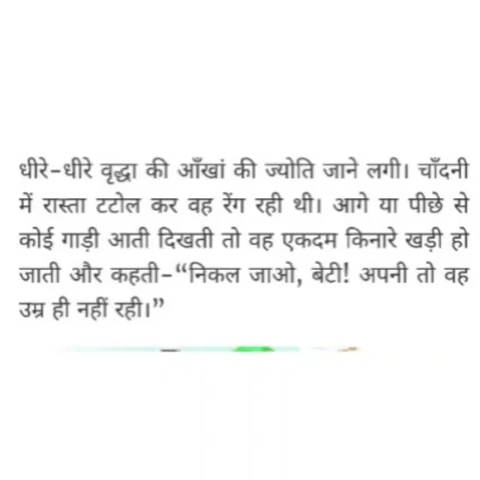 धीरे-धीरे वृद्धा की आँखां की ज्योति जाने लगी। चाँदनी
में रास्ता टटोल कर वह रेंग रही थी। आगे या पीछे से
कोई गाड़ी आती दिखती तो वह एकदम किनारे खड़ी हो
जाती और कहती-“निकल जाओ, बेटी! अपनी तो वह
उम्र ही नहीं रही।”